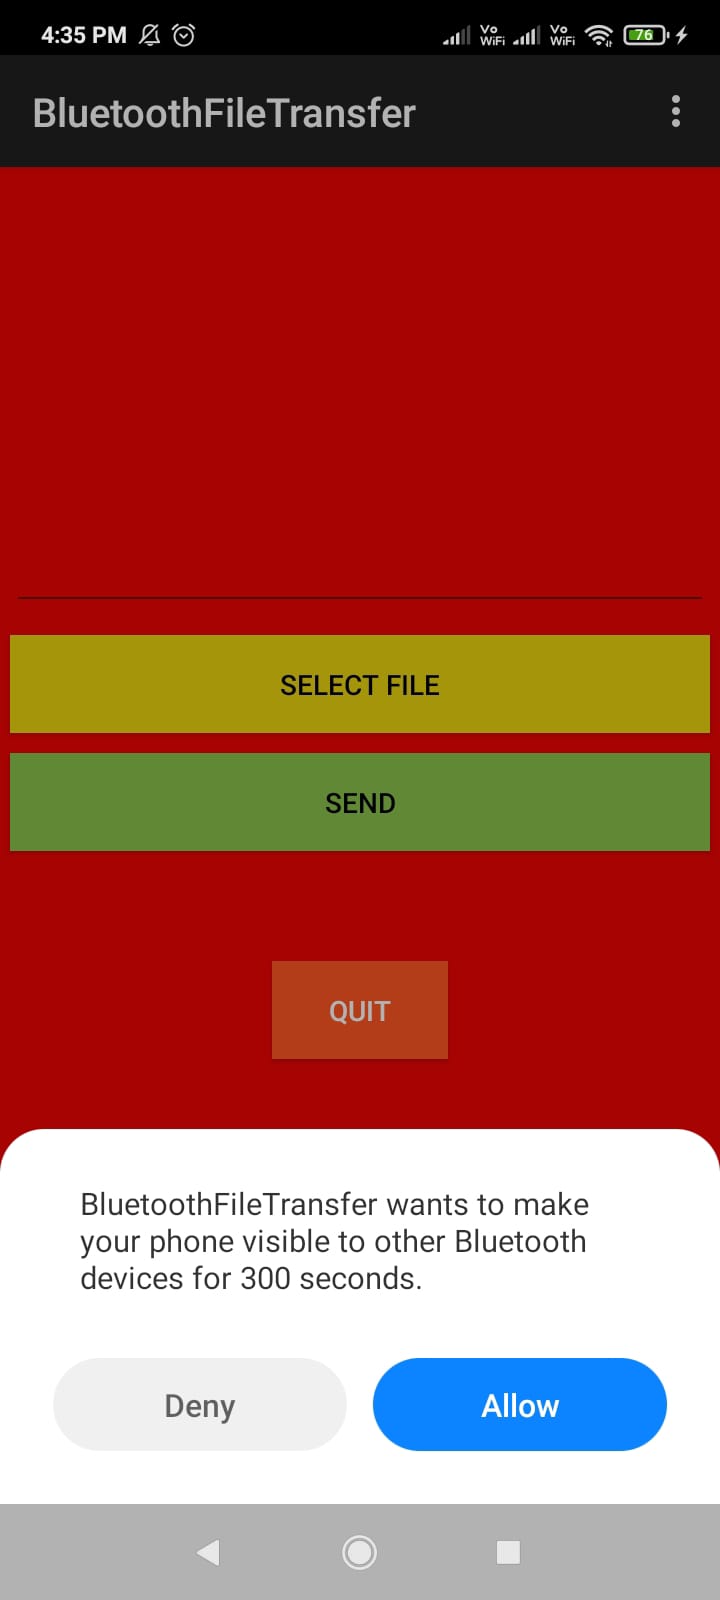 4:35 PM
Vo WiFi Vo WiFi 76
BluetoothFileTransfer
SELECT FILE
SEND
QUIT
BluetoothFileTransfer wants to make
your phone visible to other Bluetooth
devices for 300 seconds.
Deny
Allow